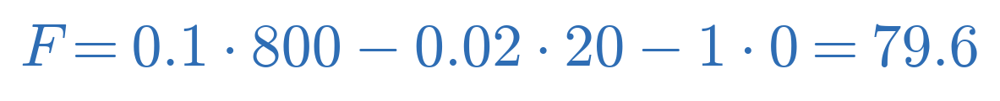 F = 0.1 · 800 − 0.02 · 20 − 1 · 0 = 79.6